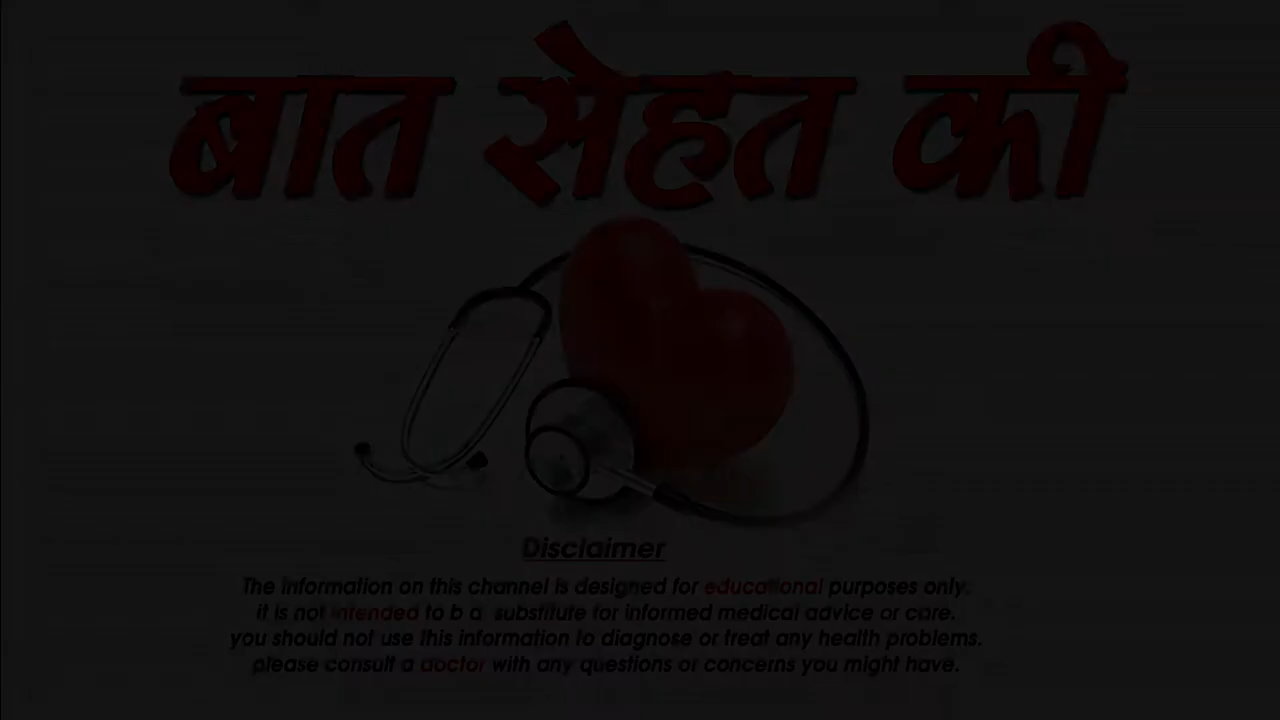 बात सेहत की
Disclaimer
The information on this channel is designed for educational purposes only.
it is not intended to b a substitute for informed medical advice or care.
you should not use this information to diagnose or treat any health problems.
please consult a doctor with any questions or concerns you might have.